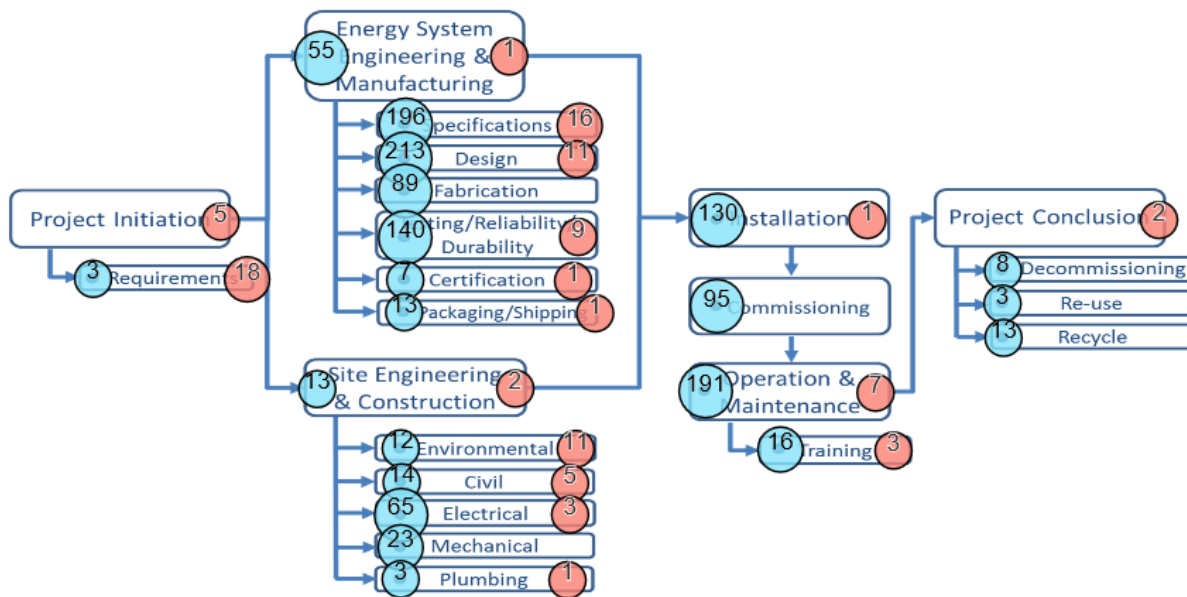 Energy System
55 Engineering & 1
Manufacturing
196 Specifications 16
213 Design 11
89 Fabrication
140 ting/Reliability/ 9
Durability
7 Certification 1
13 Packaging/Shipping 1
Project Initiation 5
3 Requirements 18
13 Site Engineering 2
& Construction
12 Environmental 11
14 Civil 5
65 Electrical 3
23 Mechanical
3 Plumbing 1
130 Installation 1
95 Commissioning
191 Operation & 7
Maintenance
16 Training 3
Project Conclusion 2
8 Decommissioning
3 Re-use
13 Recycle